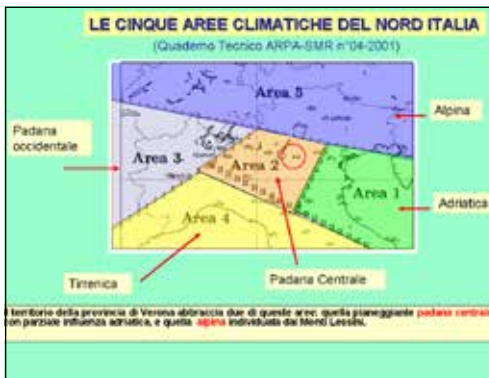 LE CINQUE AREE CLIMATICHE DEL NORD ITALIA
(Quaderno Tecnico ARPA-SMR n°04-2001)
Area 5
Alpina
Padana
occidentale
Area 3
Area 2
Area 1
Adriatica
Area 4
Tirrenica
Padana Centrale
l territorio della provincia di Verona abbraccia due di queste aree: quella pianeggiante padana centrale
con parziale influenza adriatica, e quella alpina individuata dai Monti Lessini.